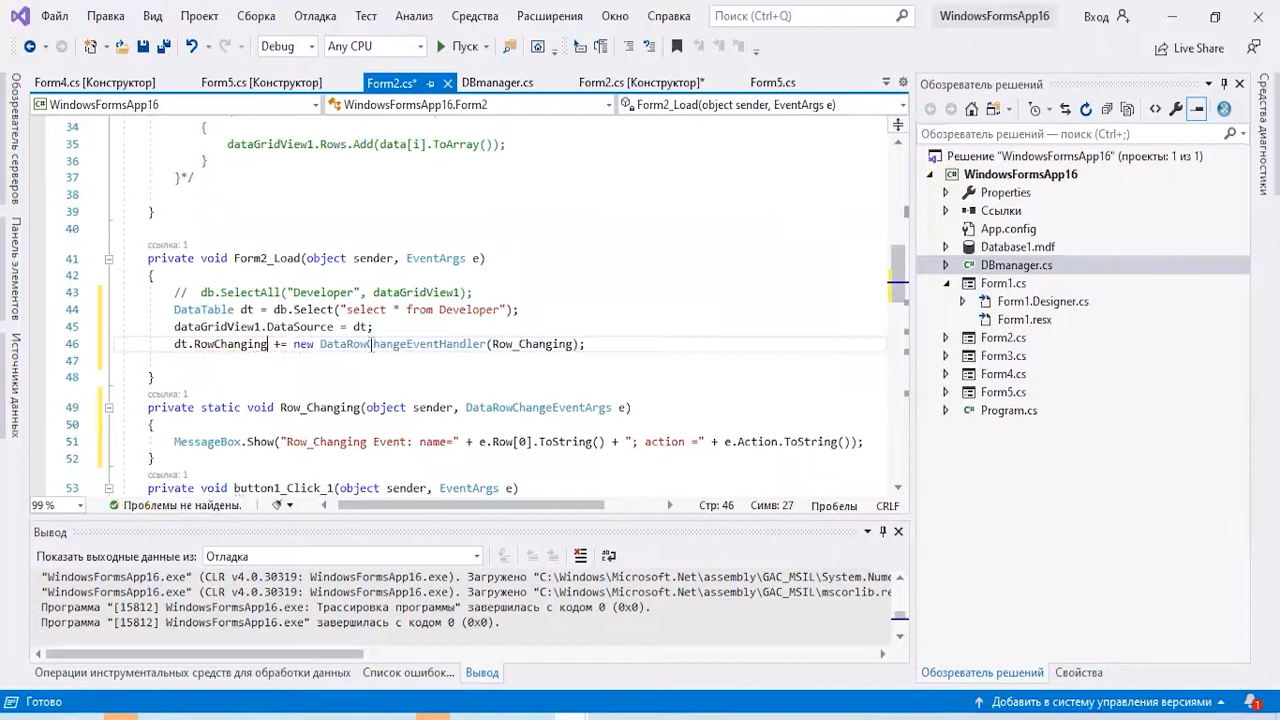 Файл Правка Вид Проект Сборка Отладка Тест Анализ Средства Расширения Окно Справка Поиск (Ctrl+Q) WindowsFormsApp16 Вход
Debug Any CPU Пуск Live Share
Form4.cs [Конструктор] Form5.cs [Конструктор] Form2.cs* DBmanager.cs Form2.cs [Конструктор]* Form5.cs
WindowsFormsApp16 WindowsFormsApp16.Form2 Form2_Load(object sender, EventArgs e)
34 {
35 dataGridView1.Rows.Add(data[i].ToArray());
36 }
37 }*/
38
39 }
40
ссылка: 1
41 private void Form2_Load(object sender, EventArgs e)
42 {
43 // db.SelectAll("Developer", dataGridView1);
44 DataTable dt = db.Select("select * from Developer");
45 dataGridView1.DataSource = dt;
46 dt.RowChanging += new DataRowChangeEventHandler(Row_Changing);
47
48 }
ссылка: 1
49 private static void Row_Changing(object sender, DataRowChangeEventArgs e)
50 {
51 MessageBox.Show("Row_Changing Event: name=" + e.Row[0].ToString() + "; action =" + e.Action.ToString());
52 }
ссылка: 1
53 private void button1_Click_1(object sender, EventArgs e)
99 % Проблемы не найдены. Стр: 46 Симв: 27 Пробелы CRLF
Вывод
Показать выходные данные из: Отладка
"WindowsFormsApp16.exe" (CLR v4.0.30319: WindowsFormsApp16.exe). Загружено "C:\Windows\Microsoft.Net\assembly\GAC_MSIL\System.Nume
"WindowsFormsApp16.exe" (CLR v4.0.30319: WindowsFormsApp16.exe). Загружено "C:\Windows\Microsoft.Net\assembly\GAC_MSIL\mscorlib.re
Программа "[15812] WindowsFormsApp16.exe: Трассировка программы" завершилась с кодом 0 (0x0).
Программа "[15812] WindowsFormsApp16.exe" завершилась с кодом 0 (0x0).
Операции инструментальных средств для обработки данных Список ошибок... Вывод
Готово Добавить в систему управления версиями 1
Обозреватель серверов
Панель элементов
Источники данных
Обозреватель решений
Обозреватель решений — поиск (Ctrl+;)
Решение "WindowsFormsApp16" (проекты: 1 из 1)
WindowsFormsApp16
Properties
Ссылки
App.config
Database1.mdf
DBmanager.cs
Form1.cs
Form1.Designer.cs
Form1.resx
Form2.cs
Form3.cs
Form4.cs
Form5.cs
Program.cs
Обозреватель решений Свойства
Средства диагностики